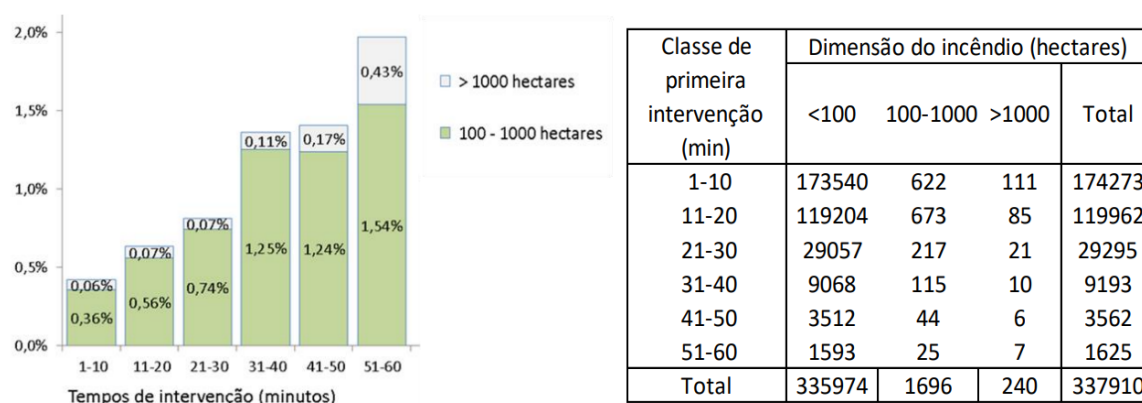 2,0%
1,5%
1,0%
0,5%
0,0%
0,06%
0,36%
0,07%
0,56%
0,07%
0,74%
0,11%
1,25%
0,17%
1,24%
0,43%
1,54%
1-10 11-20 21-30 31-40 41-50 51-60
Tempos de intervenção (minutos)
> 1000 hectares
100 - 1000 hectares
Classe de primeira intervenção (min) Dimensão do incêndio (hectares)
<100 100-1000 >1000 Total
1-10 173540 622 111 174273
11-20 119204 673 85 119962
21-30 29057 217 21 29295
31-40 9068 115 10 9193
41-50 3512 44 6 3562
51-60 1593 25 7 1625
Total 335974 1696 240 337910